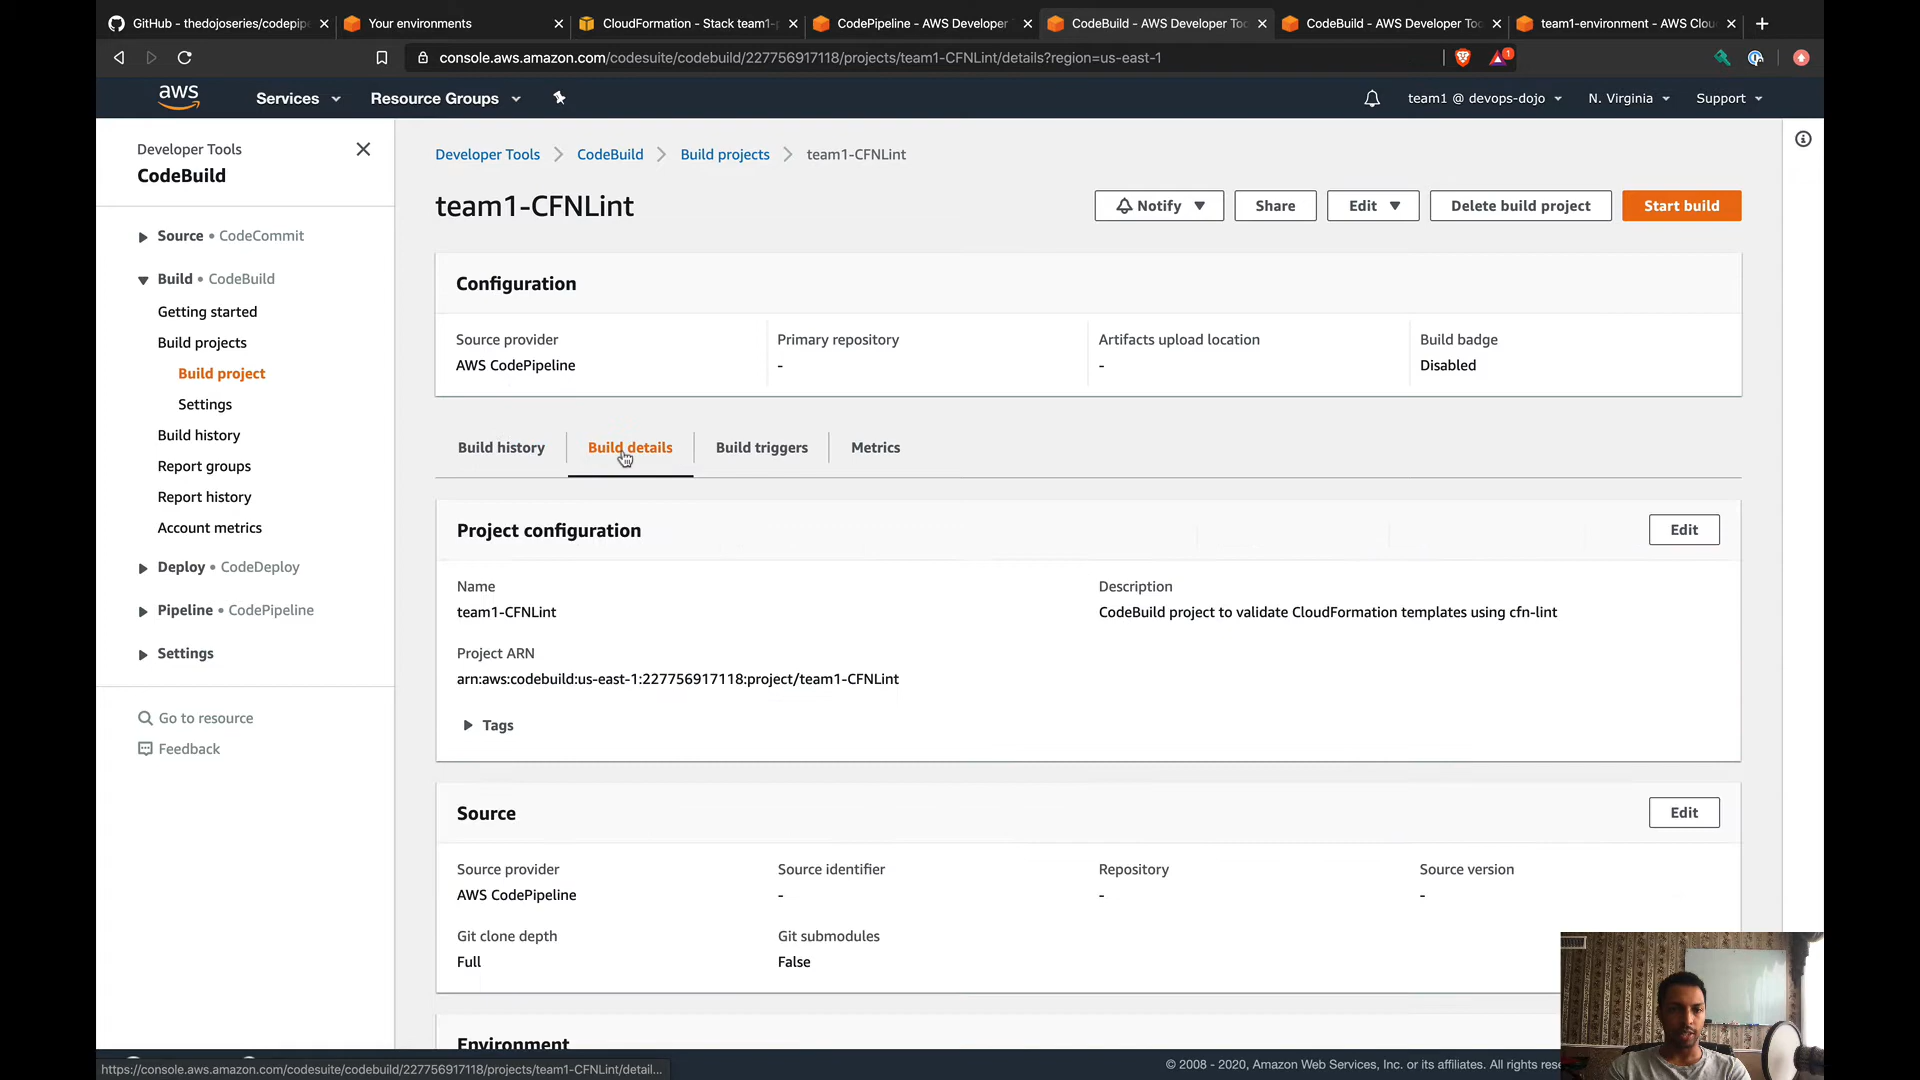 GitHub - thedojoseries/codepip
Your environments
CloudFormation - Stack team1-
CodePipeline - AWS Developer
CodeBuild - AWS Developer To
CodeBuild - AWS Developer To
team1-environment - AWS Clo
console.aws.amazon.com/codesuite/codebuild/227756917118/projects/team1-CFNLint/details?region=us-east-1
1
aws
Services
Resource Groups
team1 @ devops-dojo
N. Virginia
Support
Developer Tools
CodeBuild
Source • CodeCommit
Build • CodeBuild
Getting started
Build projects
Build project
Settings
Build history
Report groups
Report history
Account metrics
Deploy • CodeDeploy
Pipeline • CodePipeline
Settings
Go to resource
Feedback
Developer Tools
CodeBuild
Build projects
team1-CFNLint
team1-CFNLint
Notify
Share
Edit
Delete build project
Start build
Configuration
Source provider
AWS CodePipeline
Primary repository
-
Artifacts upload location
-
Build badge
Disabled
Build history
Build details
Build triggers
Metrics
Project configuration
Edit
Name
team1-CFNLint
Description
CodeBuild project to validate CloudFormation templates using cfn-lint
Project ARN
arn:aws:codebuild:us-east-1:227756917118:project/team1-CFNLint
Tags
Source
Edit
Source provider
AWS CodePipeline
Source identifier
-
Repository
-
Source version
-
Git clone depth
Full
Git submodules
False
Environment
https://console.aws.amazon.com/codesuite/codebuild/227756917118/projects/team1-CFNLint/detail...
© 2008 - 2020, Amazon Web Services, Inc. or its affiliates. All rights rese